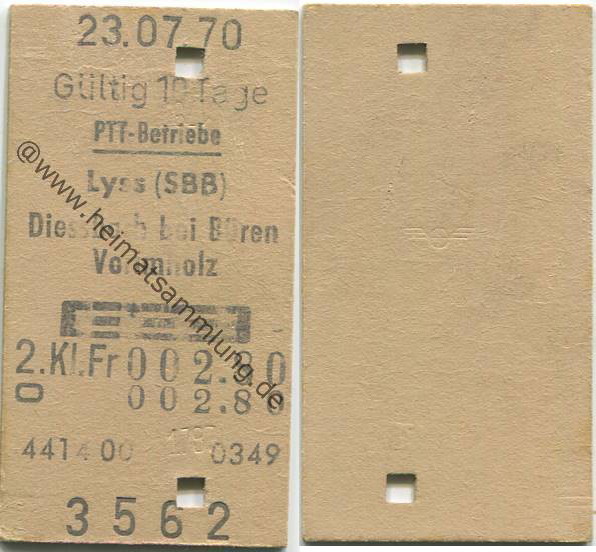 23.07.70
Gültig 10 Tage
PTT-Betriebe
Lyss (SBB)
Diessbach bei Büren
Vorimholz
2.Kl.Fr 002.80
002.80
4414 00 0349
3562
@www.heimatsammlung.de